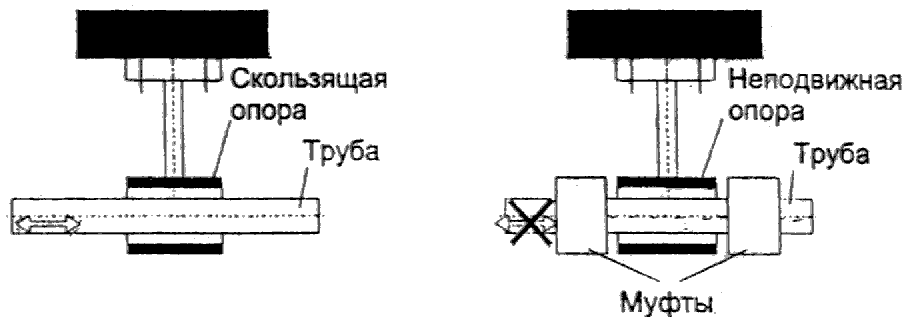 Скользящая
опора
Труба
Неподвижная
опора
Труба
Муфты